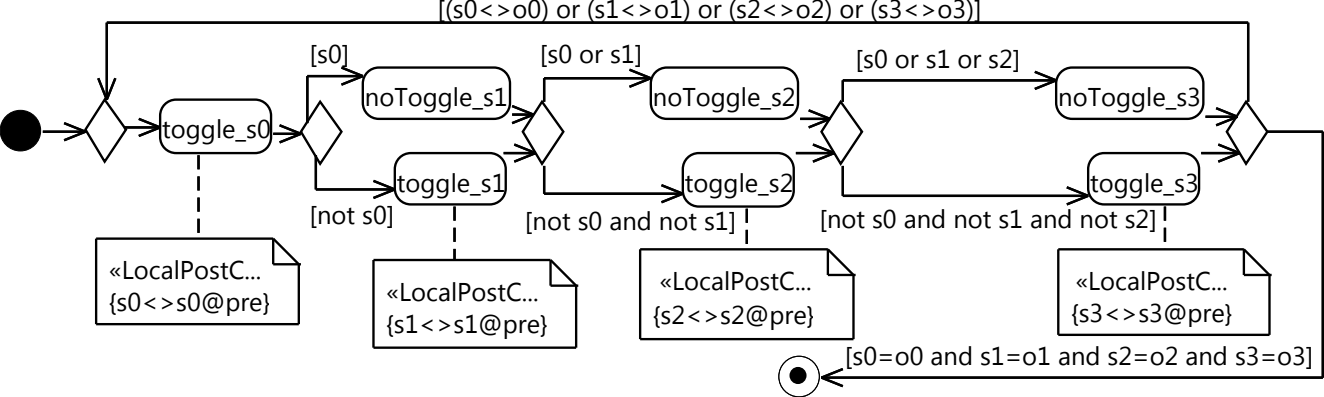 [(s0<>o0) or (s1<>o1) or (s2<>o2) or (s3<>o3)]
[s0]
[s0 or s1]
[s0 or s1 or s2]
noToggle_s1
noToggle_s2
noToggle_s3
toggle_s0
toggle_s1
toggle_s2
toggle_s3
[not s0]
[not s0 and not s1]
[not s0 and not s1 and not s2]
«LocalPostC...
{s0<>s0@pre}
«LocalPostC...
{s1<>s1@pre}
«LocalPostC...
{s2<>s2@pre}
«LocalPostC...
{s3<>s3@pre}
[s0=o0 and s1=o1 and s2=o2 and s3=o3]